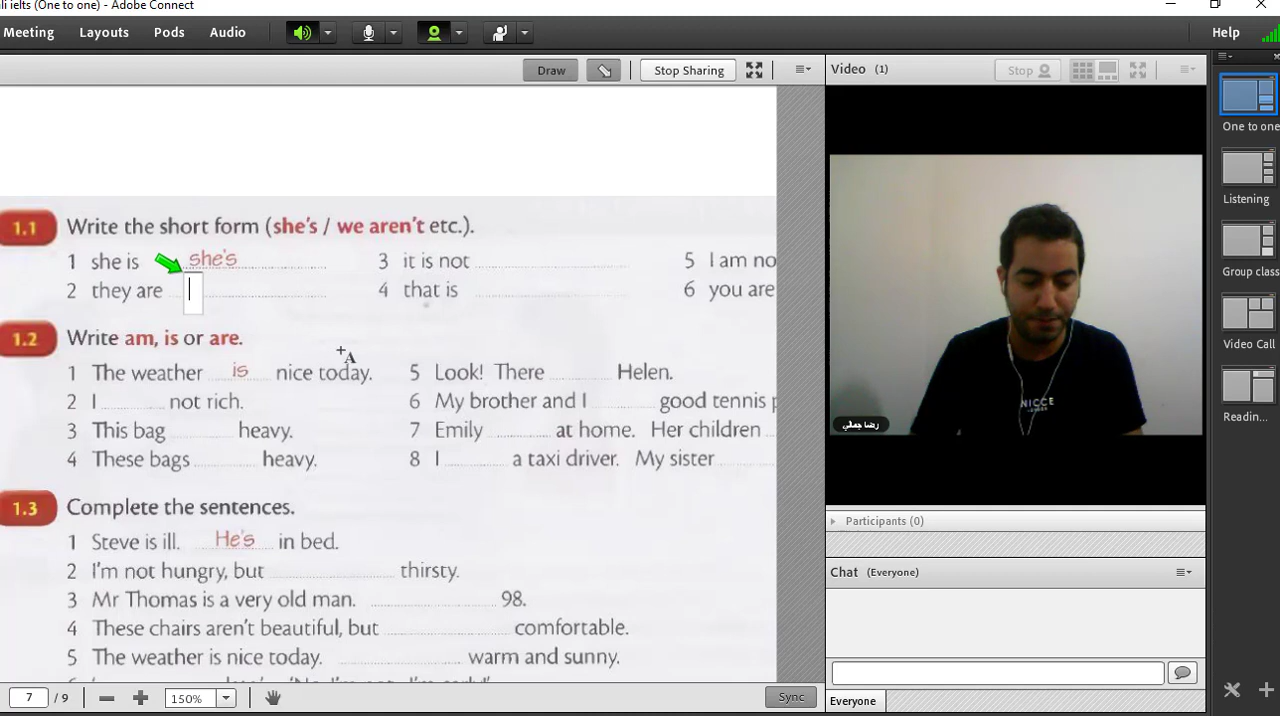 ali ielts (One to one) - Adobe Connect
Meeting Layouts Pods Audio Help
Draw Stop Sharing
Video (1) Stop
One to one
Listening
Group class
Video Call
Readin...
1.1 Write the short form (she's / we aren't etc.).
1 she is she's 3 it is not 5 I am no
2 they are 4 that is 6 you are
1.2 Write am, is or are.
1 The weather is nice today. 5 Look! There Helen.
2 I not rich. 6 My brother and I good tennis p
3 This bag heavy. 7 Emily at home. Her children
4 These bags heavy. 8 I a taxi driver. My sister
A
رضا جمالي
1.3 Complete the sentences.
1 Steve is ill. He's in bed.
2 I'm not hungry, but thirsty.
3 Mr Thomas is a very old man. 98.
4 These chairs aren't beautiful, but comfortable.
5 The weather is nice today. warm and sunny.
NICCE
Participants (0)
Chat (Everyone)
Everyone
7 / 9 150% Sync